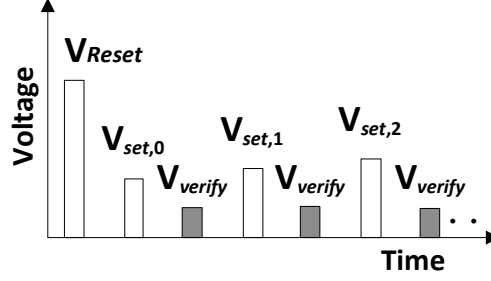 Voltage
VReset
Vset,0
Vverify
Vset,1
Vverify
Vset,2
Vverify
. .
Time